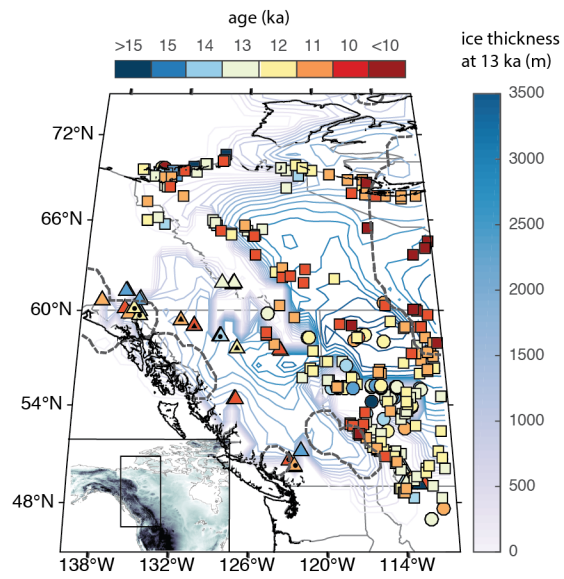 age (ka)
>15 15 14 13 12 11 10 <10
ice thickness
at 13 ka (m)
3500
3000
2500
2000
1500
1000
500
0
72°N
66°N
60°N
54°N
48°N
138°W 132°W 126°W 120°W 114°W